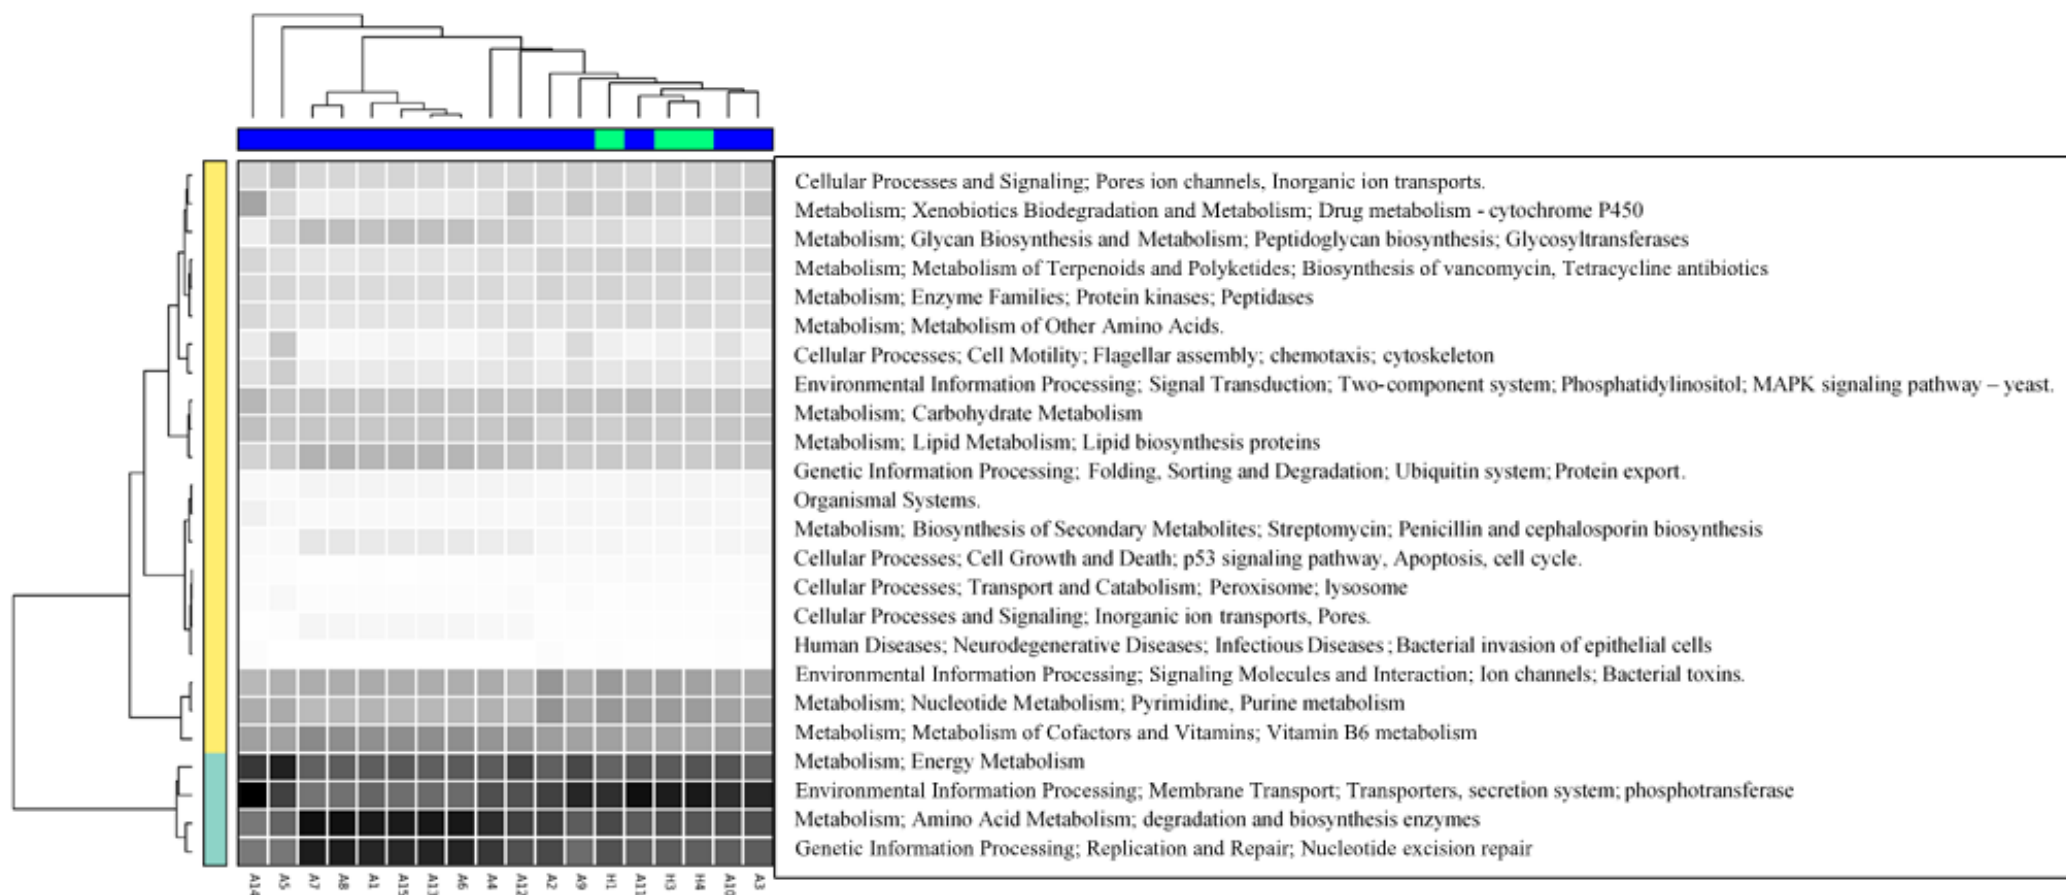 Cellular Processes and Signaling; Pores ion channels, Inorganic ion transports.
Metabolism; Xenobiotics Biodegradation and Metabolism; Drug metabolism - cytochrome P450
Metabolism; Glycan Biosynthesis and Metabolism; Peptidoglycan biosynthesis; Glycosyltransferases
Metabolism; Metabolism of Terpenoids and Polyketides; Biosynthesis of vancomycin, Tetracycline antibiotics
Metabolism; Enzyme Families; Protein kinases; Peptidases
Metabolism; Metabolism of Other Amino Acids.
Cellular Processes; Cell Motility; Flagellar assembly; chemotaxis; cytoskeleton
Environmental Information Processing; Signal Transduction; Two-component system; Phosphatidylinositol; MAPK signaling pathway – yeast.
Metabolism; Carbohydrate Metabolism
Metabolism; Lipid Metabolism; Lipid biosynthesis proteins
Genetic Information Processing; Folding, Sorting and Degradation; Ubiquitin system; Protein export.
Organismal Systems.
Metabolism; Biosynthesis of Secondary Metabolites; Streptomycin; Penicillin and cephalosporin biosynthesis
Cellular Processes; Cell Growth and Death; p53 signaling pathway, Apoptosis, cell cycle.
Cellular Processes; Transport and Catabolism; Peroxisome; lysosome
Cellular Processes and Signaling; Inorganic ion transports, Pores.
Human Diseases; Neurodegenerative Diseases; Infectious Diseases; Bacterial invasion of epithelial cells
Environmental Information Processing; Signaling Molecules and Interaction; Ion channels; Bacterial toxins.
Metabolism; Nucleotide Metabolism; Pyrimidine, Purine metabolism
Metabolism; Metabolism of Cofactors and Vitamins; Vitamin B6 metabolism
Metabolism; Energy Metabolism
Environmental Information Processing; Membrane Transport; Transporters, secretion system; phosphotransferase
Metabolism; Amino Acid Metabolism; degradation and biosynthesis enzymes
Genetic Information Processing; Replication and Repair; Nucleotide excision repair
A14 A5 A7 A8 A1 A15 A13 A6 A4 A12 A2 A9 H1 A11 H3 H4 A10 A3